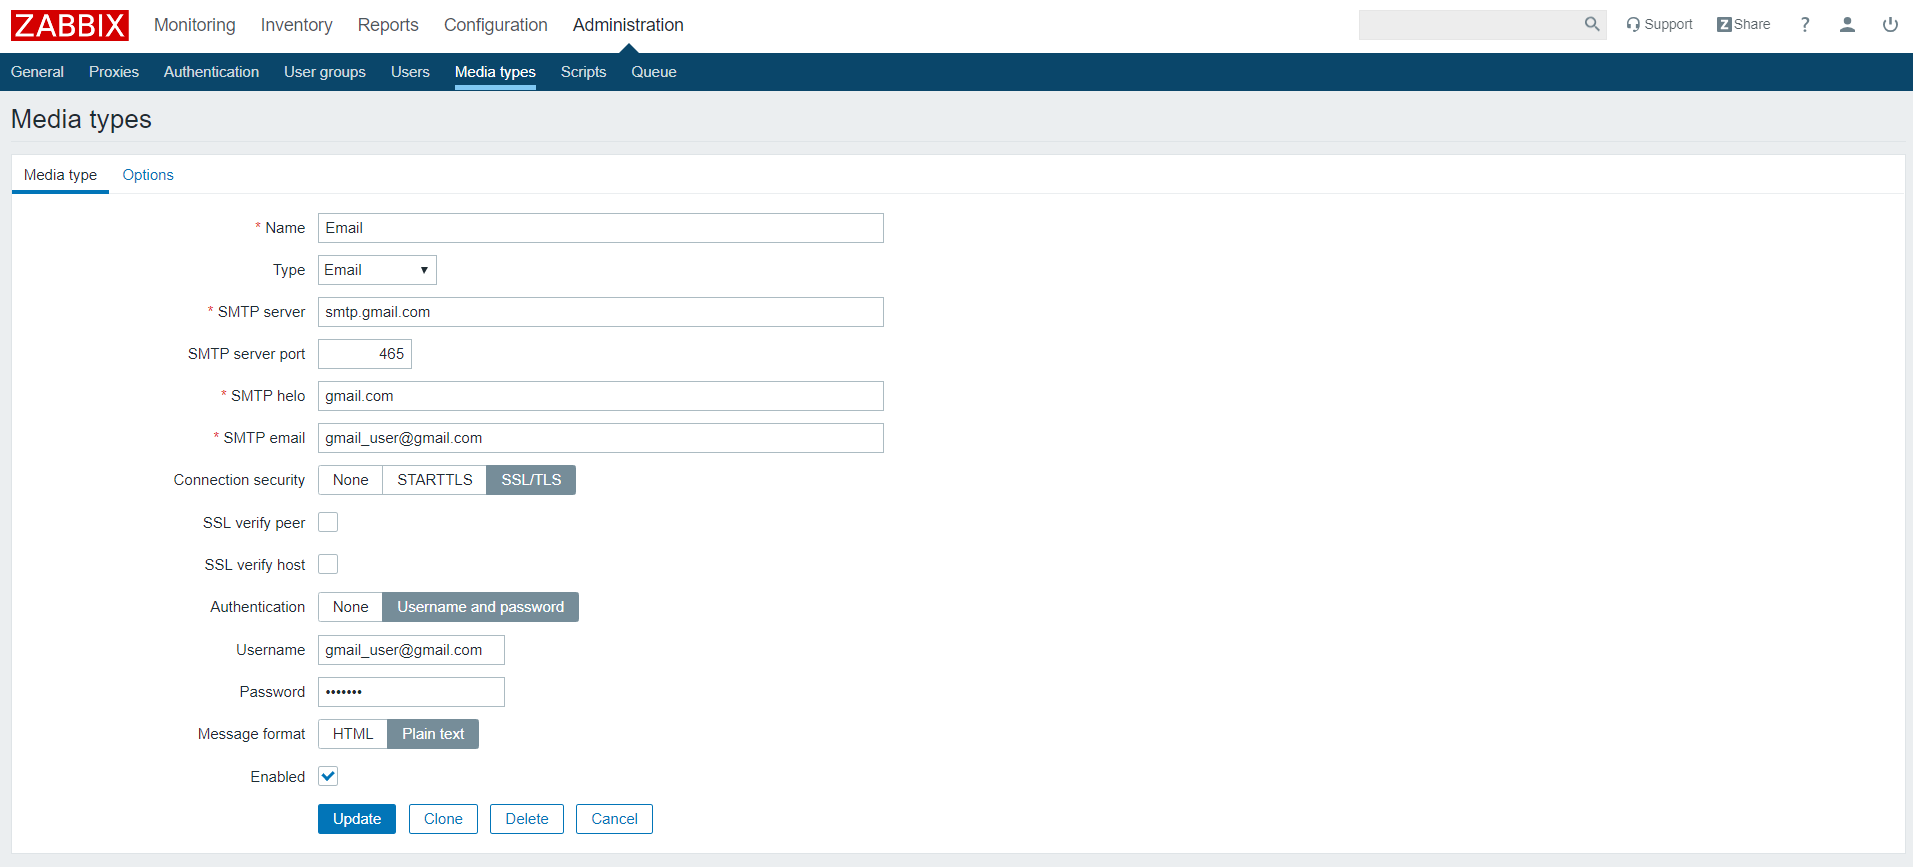 ZABBIX Monitoring Inventory Reports Configuration Administration Support Z Share ?
General Proxies Authentication User groups Users Media types Scripts Queue
Media types
Media type Options
* Name Email
Type Email
* SMTP server smtp.gmail.com
SMTP server port 465
* SMTP helo gmail.com
* SMTP email gmail_user@gmail.com
Connection security None STARTTLS SSL/TLS
SSL verify peer
SSL verify host
Authentication None Username and password
Username gmail_user@gmail.com
Password •••••••
Message format HTML Plain text
Enabled
Update Clone Delete Cancel